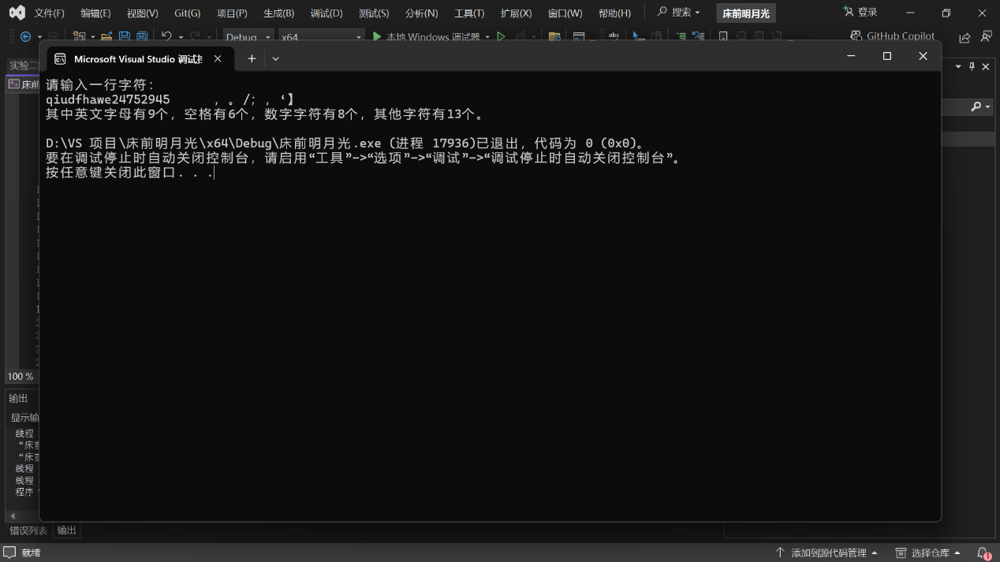 文件(F) 编辑(E) 视图(V) Git(G) 项目(P) 生成(B) 调试(D) 测试(S) 分析(N) 工具(T) 扩展(X) 窗口(W) 帮助(H) 搜索 床前明月光 登录
Debug x64 本地 Windows 调试器 abc GitHub Copilot
实验二
Microsoft Visual Studio 调试
床前
请输入一行字符：
qiudfhawe24752945      ，。/；，‘】
其中英文字母有9个，空格有6个，数字字符有8个，其他字符有13个。
D:\VS 项目\床前明月光\x64\Debug\床前明月光.exe (进程 17936)已退出，代码为 0 (0x0)。
要在调试停止时自动关闭控制台，请启用“工具”->“选项”->“调试”->“调试停止时自动关闭控制台”。
按任意键关闭此窗口. . .
100 %
输出
显示输
线程
“床前
“床前
线程
线程
程序
错误列表 输出
就绪 添加到源代码管理 选择仓库 1